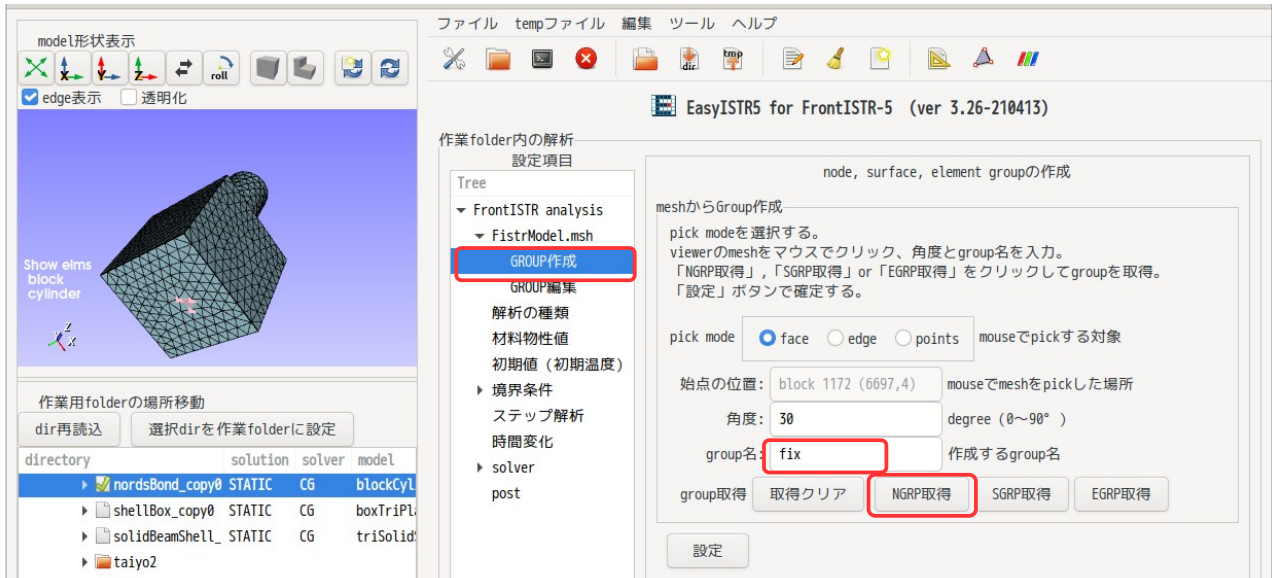 model形状表示
roll
edge表示 透明化
Show elms
block
cylinder
作業用folderの場所移動
dir再読込 選択dirを作業folderに設定
directory solution solver model
nordsBond_copy0 STATIC CG blockCyl
shellBox_copy0 STATIC CG boxTriPl
solidBeamShell_ STATIC CG triSolid
taiyo2
ファイル tempファイル 編集 ツール ヘルプ
dir tmp
EasyISTR5 for FrontISTR-5 (ver 3.26-210413)
作業folder内の解析
設定項目
Tree
FrontISTR analysis
FistrModel.msh
GROUP作成
GROUP編集
解析の種類
材料物性値
初期値 (初期温度)
境界条件
ステップ解析
時間変化
solver
post
node, surface, element groupの作成
meshからGroup作成
pick modeを選択する。
viewerのmeshをマウスでクリック、角度とgroup名を入力。
「NGRP取得」,「SGRP取得」or「EGRP取得」をクリックしてgroupを取得。
「設定」ボタンで確定する。
pick mode face edge points mouseでpickする対象
始点の位置: block 1172 (6697,4) mouseでmeshをpickした場所
角度: 30 degree (0〜90° )
group名: fix 作成するgroup名
group取得 取得クリア NGRP取得 SGRP取得 EGRP取得
設定